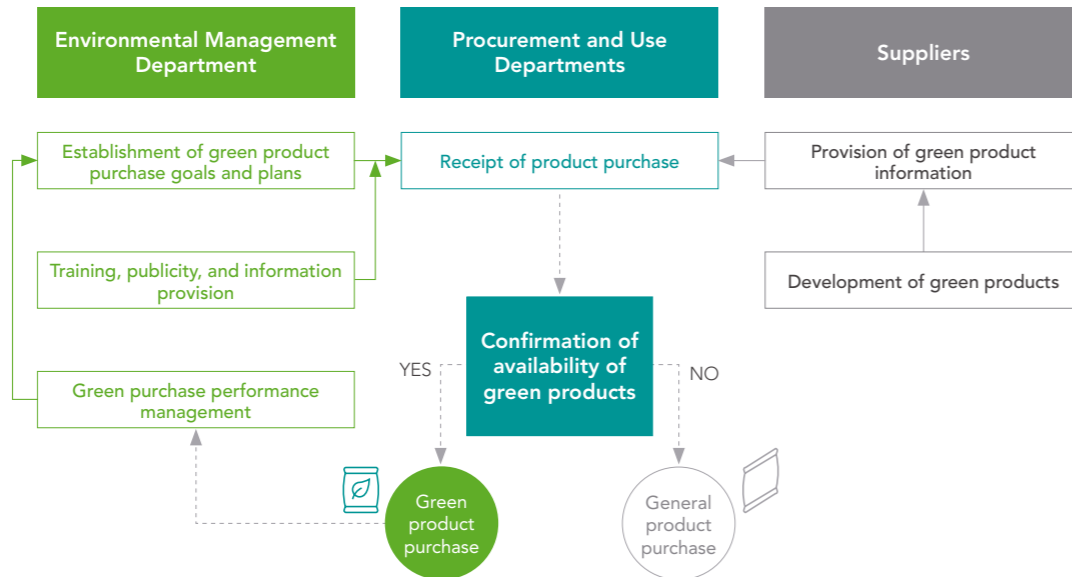 Environmental Management
Department
Procurement and Use
Departments
Suppliers
Establishment of green product
purchase goals and plans
Receipt of product purchase
Provision of green product
information
Training, publicity, and information
provision
Development of green products
Confirmation of
availability of
green products
YES
NO
Green purchase performance
management
Green
product
purchase
General
product
purchase